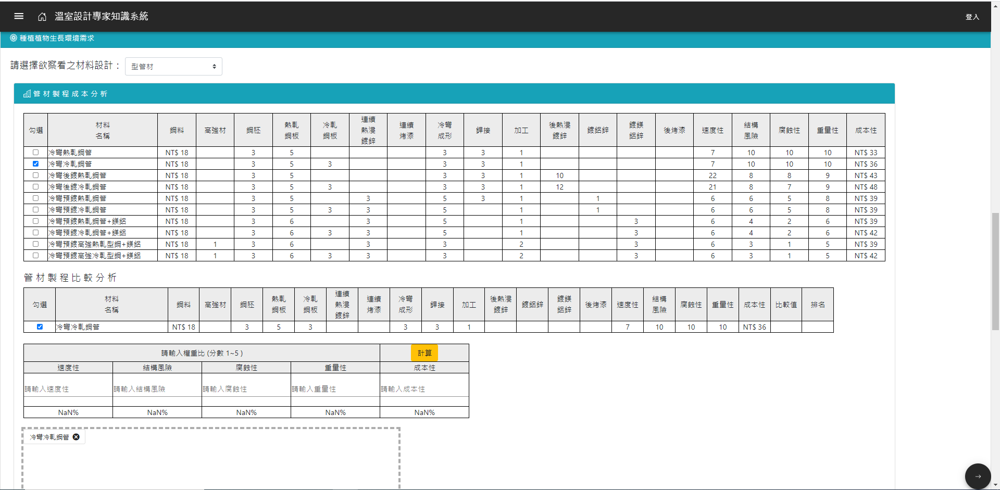 溫室設計專家知識系統
登入
種植植物生長環境需求
請選擇欲察看之材料設計： 型管材
管材製程成本分析
勾選 材料名稱 鋼料 高強材 鋼胚 熱軋鋼板 冷軋鋼板 連續熱浸鍍鋅 連續烤漆 冷彎成形 銲接 加工 後熱浸鍍鋅 鍍鋁鋅 鍍鎂鋁鋅 後烤漆 速度性 結構風險 腐蝕性 重量性 成本性
冷彎熱軋鋼管 NT$ 18 3 5 3 3 1 7 10 10 10 NT$ 33
冷彎冷軋鋼管 NT$ 18 3 5 3 3 3 1 7 10 10 10 NT$ 36
冷彎後鍍熱軋鋼管 NT$ 18 3 5 3 3 1 10 22 8 8 9 NT$ 43
冷彎後鍍冷軋鋼管 NT$ 18 3 5 3 3 3 1 12 21 8 7 9 NT$ 48
冷彎預鍍熱軋鋼管 NT$ 18 3 5 3 5 3 1 1 6 6 5 8 NT$ 39
冷彎預鍍冷軋鋼管 NT$ 18 3 5 3 3 5 1 1 6 6 5 8 NT$ 39
冷彎預鍍熱軋鋼管+鎂鋁 NT$ 18 3 6 3 5 1 3 6 4 2 6 NT$ 39
冷彎預鍍冷軋鋼管+鎂鋁 NT$ 18 3 6 3 3 5 1 3 6 4 2 6 NT$ 42
冷彎預鍍高強熱軋型鋼+鎂鋁 NT$ 18 1 3 6 3 3 2 3 6 3 1 5 NT$ 39
冷彎預鍍高強冷軋型鋼+鎂鋁 NT$ 18 1 3 6 3 3 3 2 3 6 3 1 5 NT$ 42
管材製程比較分析
勾選 材料名稱 鋼料 高強材 鋼胚 熱軋鋼板 冷軋鋼板 連續熱浸鍍鋅 連續烤漆 冷彎成形 銲接 加工 後熱浸鍍鋅 鍍鋁鋅 鍍鎂鋁鋅 後烤漆 速度性 結構風險 腐蝕性 重量性 成本性 比較值 排名
冷彎冷軋鋼管 NT$ 18 3 5 3 3 3 1 7 10 10 10 NT$ 36
請輸入權重比 (分數 1~5 ) 計算
速度性 結構風險 腐蝕性 重量性 成本性
請輸入速度性 請輸入結構風險 請輸入腐蝕性 請輸入重量性 請輸入成本性
NaN% NaN% NaN% NaN% NaN%
冷彎冷軋鋼管